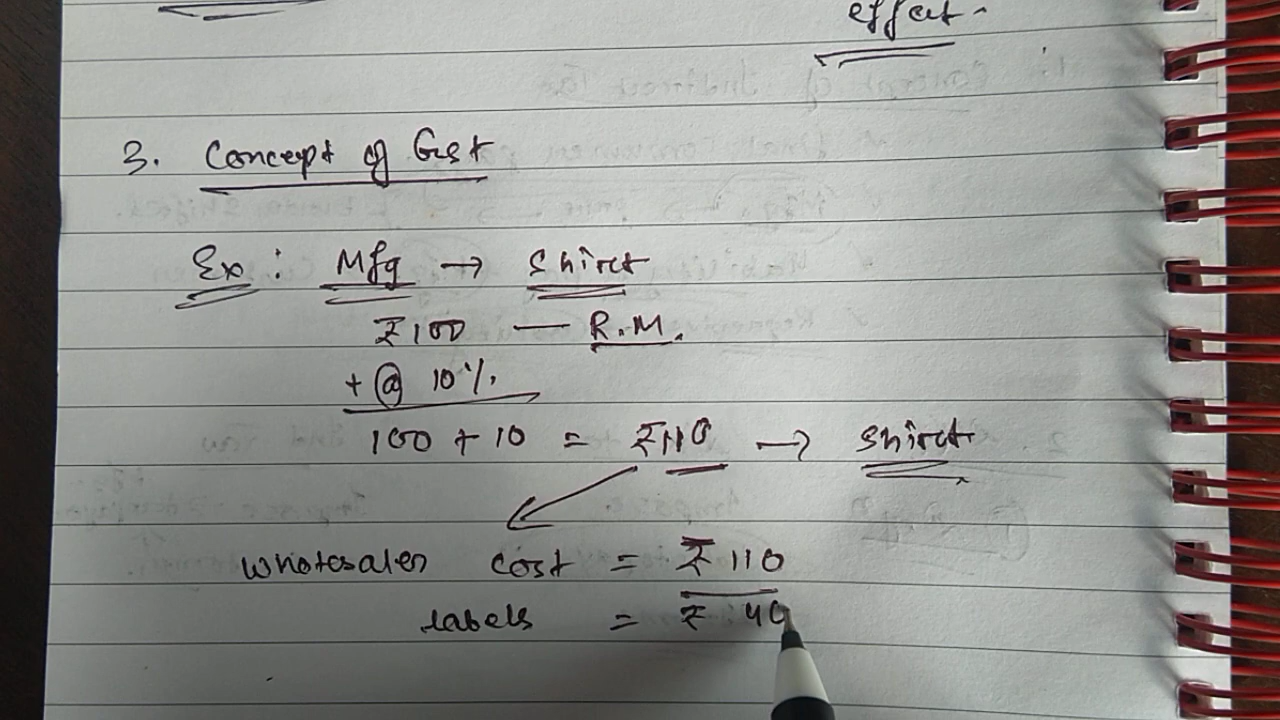 effect.
3. Concept of Gst
Ex : Mfg → Shirt
₹100 — R.M.
+ @ 10%.
100 + 10 = ₹110 → Shirt
Wholesaler cost = ₹110
labels = ₹ 40